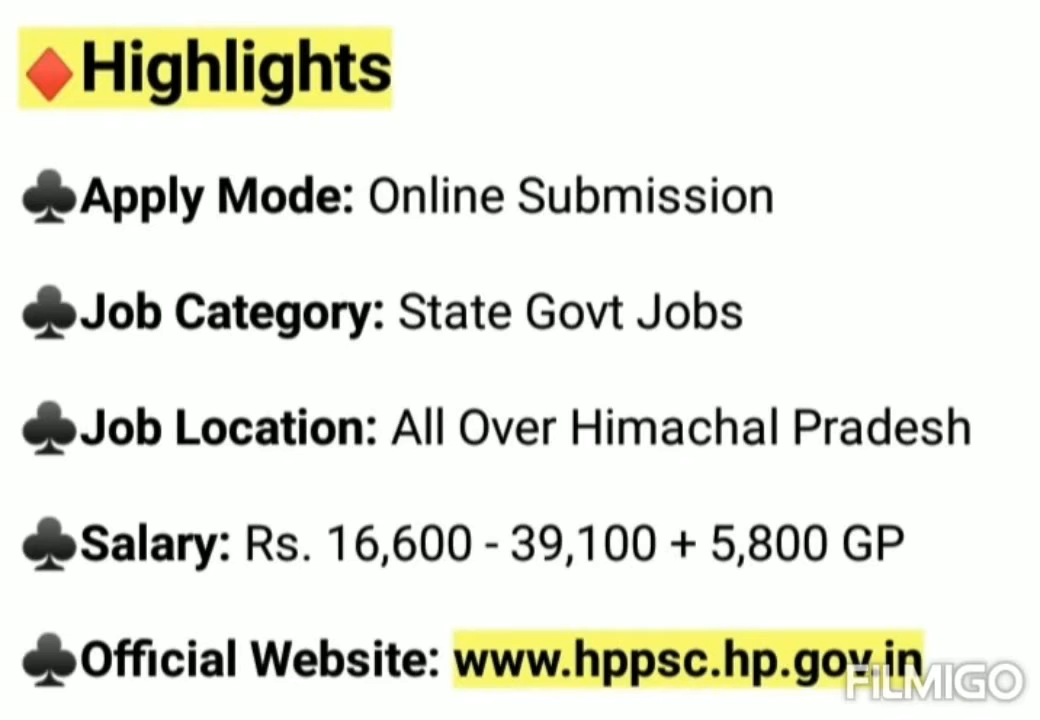 ♦Highlights
♣Apply Mode: Online Submission
♣Job Category: State Govt Jobs
♣Job Location: All Over Himachal Pradesh
♣Salary: Rs. 16,600 - 39,100 + 5,800 GP
♣Official Website: www.hppsc.hp.gov.in
FILMIGO